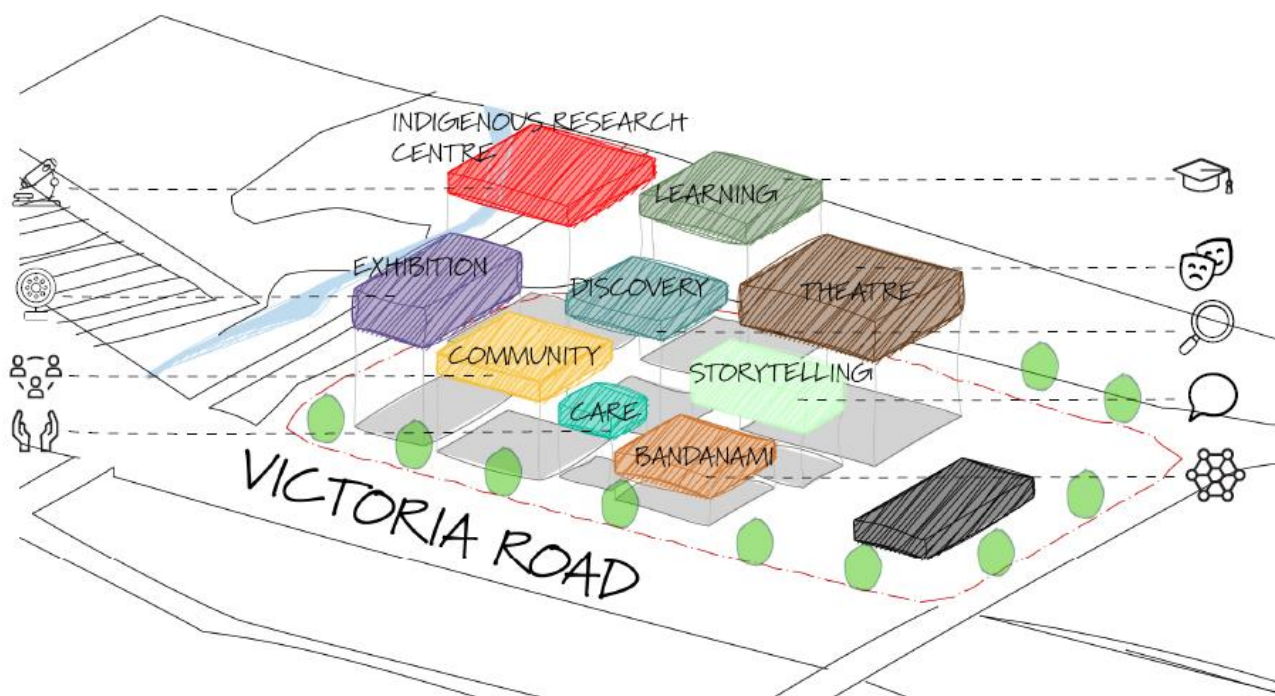 INDIGENOUS RESEARCH
CENTRE
LEARNING
EXHIBITION
DISCOVERY
THEATRE
COMMUNITY
STORYTELLING
CARE
BANDANAMI
VICTORIA ROAD